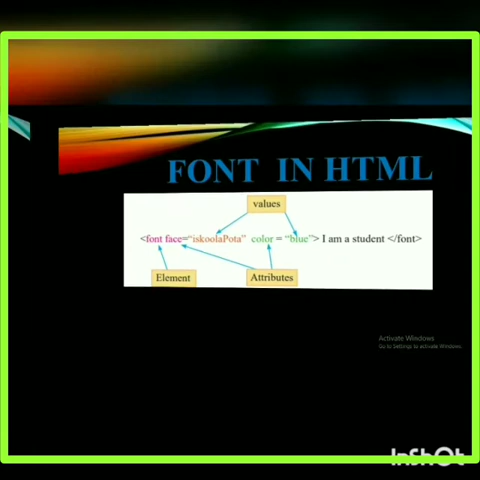 FONT IN HTML
values
<font face="iskoolaPota" color = "blue"> I am a student </font>
Element
Attributes
Activate Windows
Go to Settings to activate Windows.
InShOt